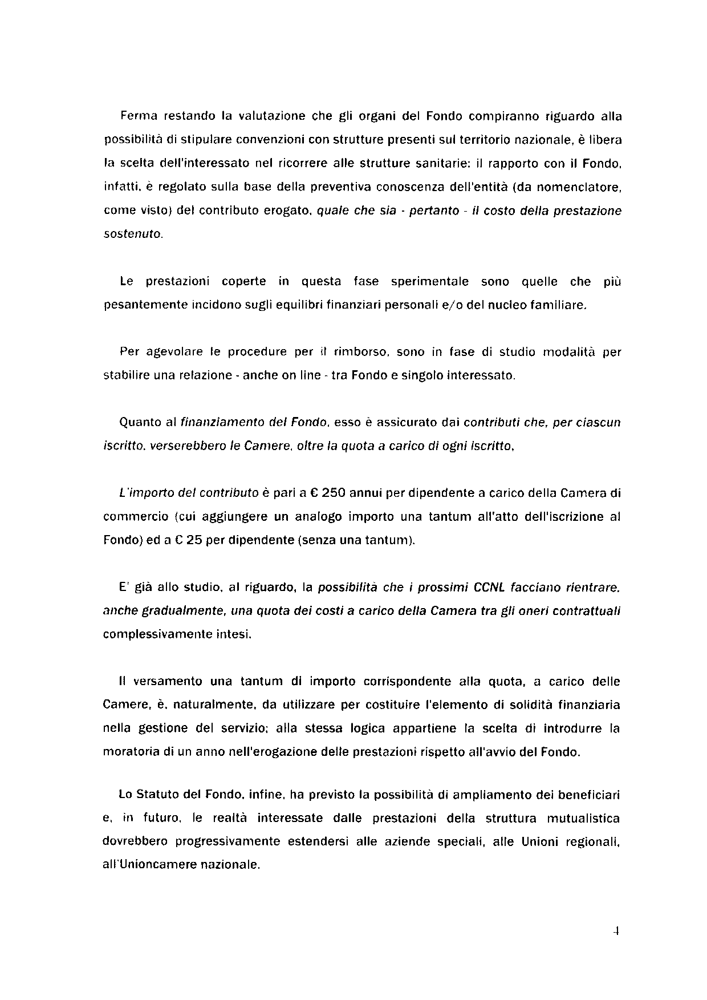 Ferma restando la valutazione che gli organi del Fondo compiranno riguardo alla
possibilità di stipulare convenzioni con strutture presenti sul territorio nazionale, è libera
la scelta dell'interessato nel ricorrere alle strutture sanitarie: il rapporto con il Fondo,
infatti, è regolato sulla base della preventiva conoscenza dell'entità (da nomenclatore,
come visto) del contributo erogato, quale che sia - pertanto - il costo della prestazione
sostenuto.
Le prestazioni coperte in questa fase sperimentale sono quelle che più
pesantemente incidono sugli equilibri finanziari personali e/o del nucleo familiare.
Per agevolare le procedure per il rimborso, sono in fase di studio modalità per
stabilire una relazione - anche on line - tra Fondo e singolo interessato.
Quanto al finanziamento del Fondo, esso è assicurato dai contributi che, per ciascun
iscritto, verserebbero le Camere, oltre la quota a carico di ogni iscritto,
L'importo del contributo è pari a € 250 annui per dipendente a carico della Camera di
commercio (cui aggiungere un analogo importo una tantum all'atto dell'iscrizione al
Fondo) ed a € 25 per dipendente (senza una tantum).
E' già allo studio, al riguardo, la possibilità che i prossimi CCNL facciano rientrare,
anche gradualmente, una quota dei costi a carico della Camera tra gli oneri contrattuali
complessivamente intesi.
Il versamento una tantum di importo corrispondente alla quota, a carico delle
Camere, è, naturalmente, da utilizzare per costituire l'elemento di solidità finanziaria
nella gestione del servizio; alla stessa logica appartiene la scelta di introdurre la
moratoria di un anno nell'erogazione delle prestazioni rispetto all'avvio del Fondo.
Lo Statuto del Fondo, infine, ha previsto la possibilità di ampliamento dei beneficiari
e, in futuro, le realtà interessate dalle prestazioni della struttura mutualistica
dovrebbero progressivamente estendersi alle aziende speciali, alle Unioni regionali,
all'Unioncamere nazionale.
4